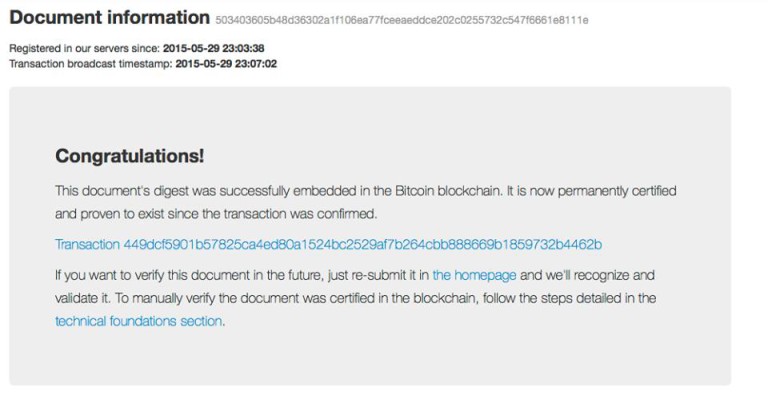 Document information 503403605b48d36302a1f106ea77fceeaeddce202c0255732c547f6661e8111e
Registered in our servers since: 2015-05-29 23:03:38
Transaction broadcast timestamp: 2015-05-29 23:07:02
Congratulations!
This document's digest was successfully embedded in the Bitcoin blockchain. It is now permanently certified
and proven to exist since the transaction was confirmed.
Transaction 449dcf5901b57825ca4ed80a1524bc2529af7b264cbb888669b1859732b4462b
If you want to verify this document in the future, just re-submit it in the homepage and we'll recognize and
validate it. To manually verify the document was certified in the blockchain, follow the steps detailed in the
technical foundations section.